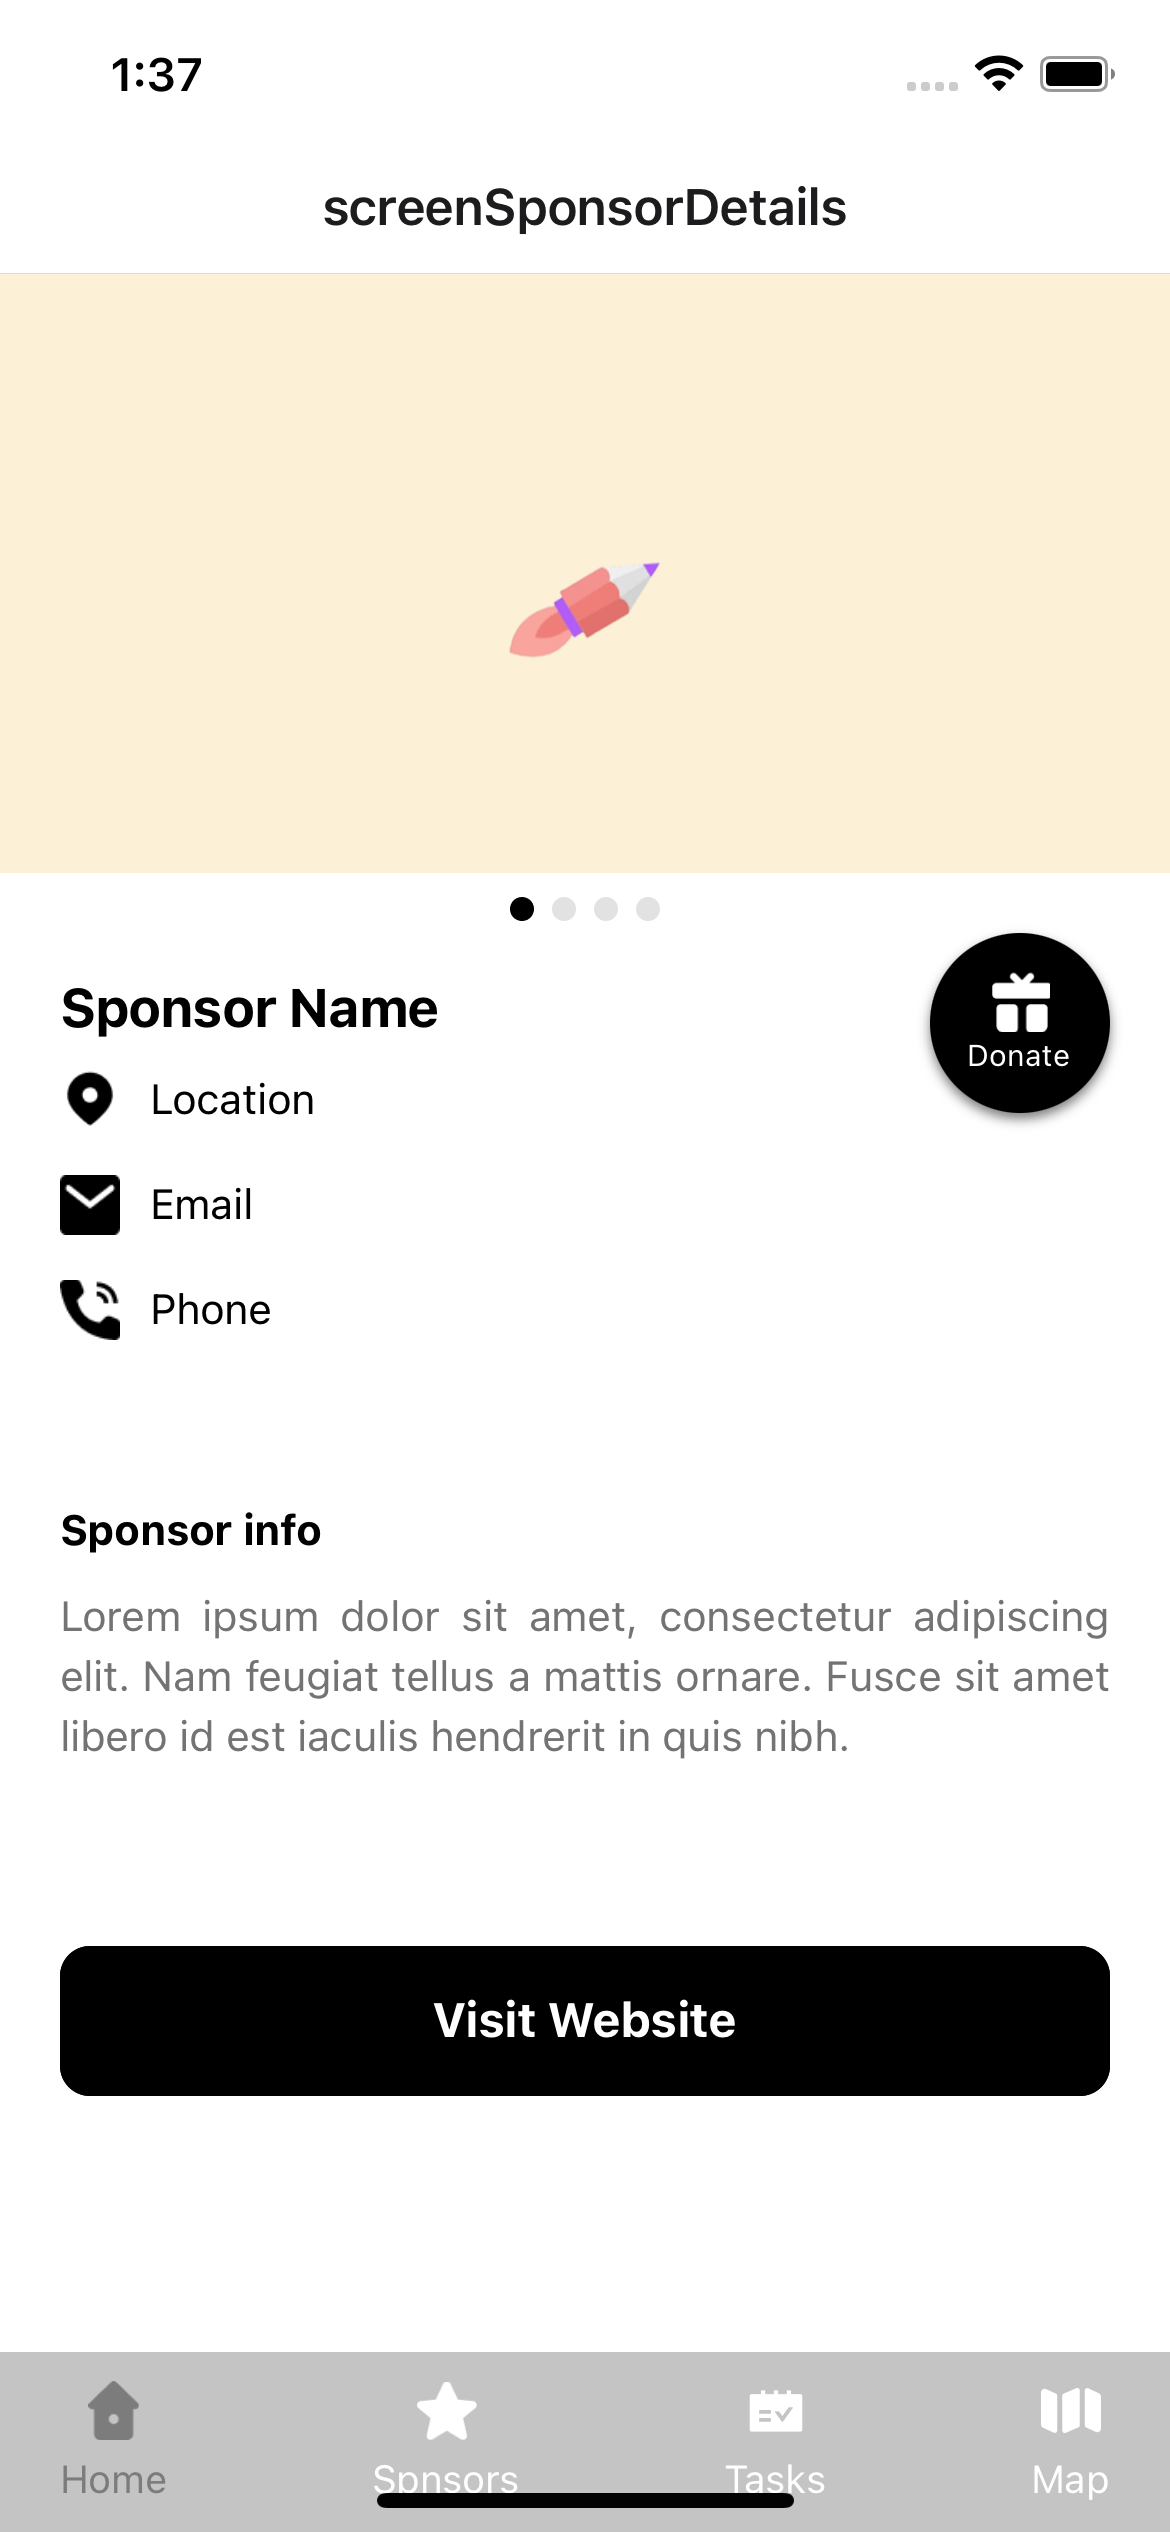 1:37
screenSponsorDetails
Sponsor Name
Donate
Location
Email
Phone
Sponsor info
Lorem ipsum dolor sit amet, consectetur adipiscing
elit. Nam feugiat tellus a mattis ornare. Fusce sit amet
libero id est iaculis hendrerit in quis nibh.
Visit Website
Home Spnsors Tasks Map